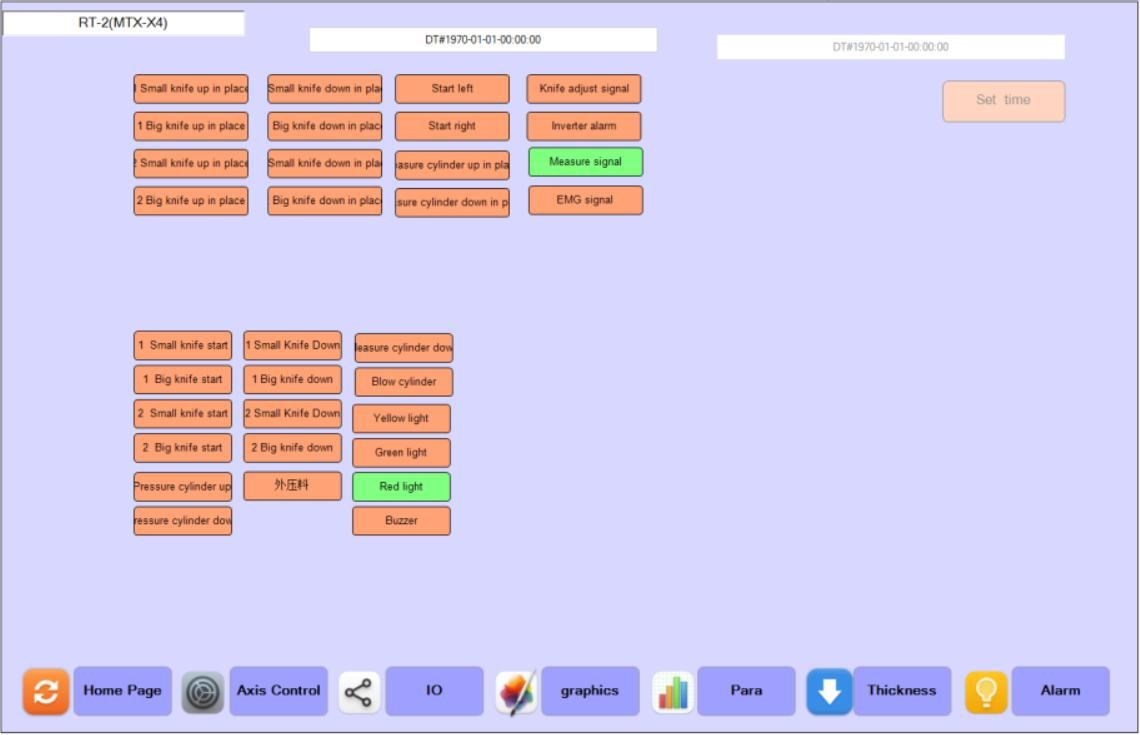 RT-2(MTX-X4)
DT#1970-01-01-00:00:00
DT#1970-01-01-00:00:00
Set time
Small knife up in place
Small knife down in pla
Start left
Knife adjust signal
1 Big knife up in place
Big knife down in plac
Start right
Inverter alarm
2 Small knife up in place
Small knife down in pla
asure cylinder up in pla
Measure signal
2 Big knife up in place
Big knife down in plac
sure cylinder down in p
EMG signal
1 Small knife start
1 Small Knife Down
easure cylinder dow
1 Big knife start
1 Big knife down
Blow cylinder
2 Small knife start
2 Small Knife Down
Yellow light
2 Big knife start
2 Big knife down
Green light
Pressure cylinder up
外压料
Red light
ressure cylinder dow
Buzzer
Home Page
Axis Control
IO
graphics
Para
Thickness
Alarm